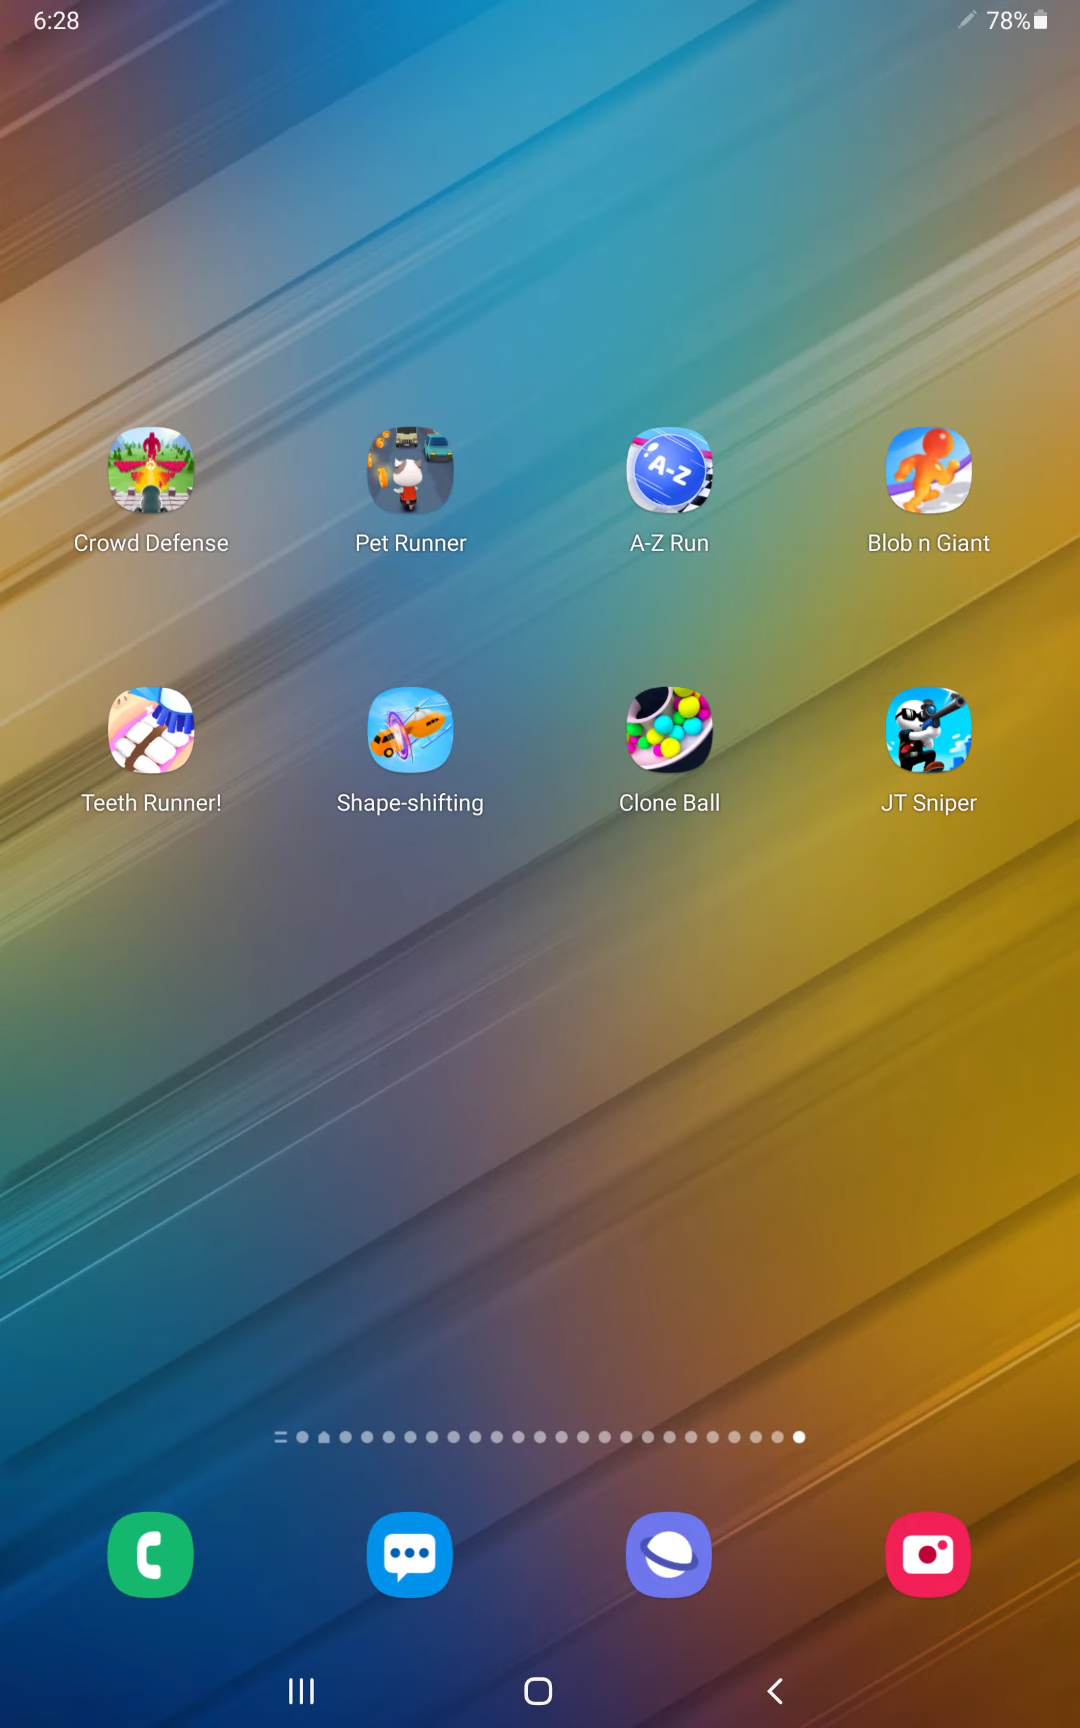 6:28
78%
Crowd Defense
Pet Runner
A-Z
A-Z Run
Blob n Giant
Teeth Runner!
Shape-shifting
Clone Ball
JT Sniper